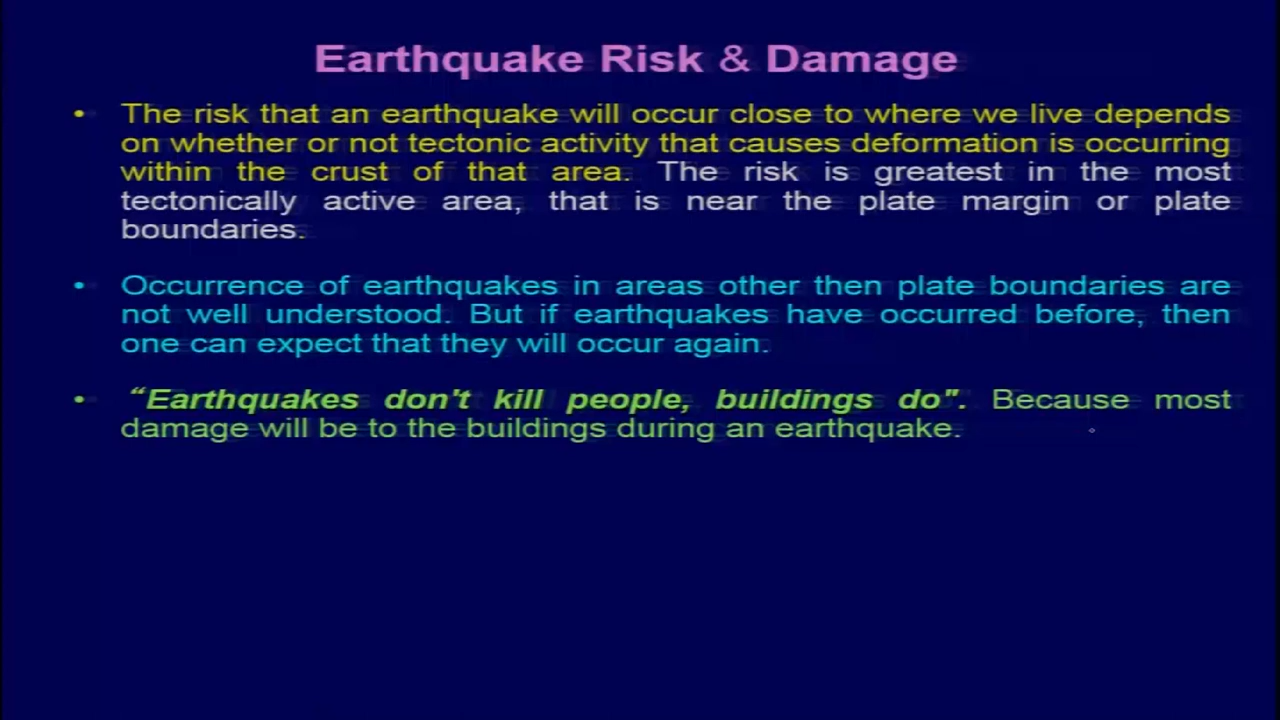 Earthquake Risk & Damage
• The risk that an earthquake will occur close to where we live depends
on whether or not tectonic activity that causes deformation is occurring
within the crust of that area. The risk is greatest in the most
tectonically active area, that is near the plate margin or plate
boundaries.
• Occurrence of earthquakes in areas other then plate boundaries are
not well understood. But if earthquakes have occurred before, then
one can expect that they will occur again.
• “Earthquakes don't kill people, buildings do". Because most
damage will be to the buildings during an earthquake.